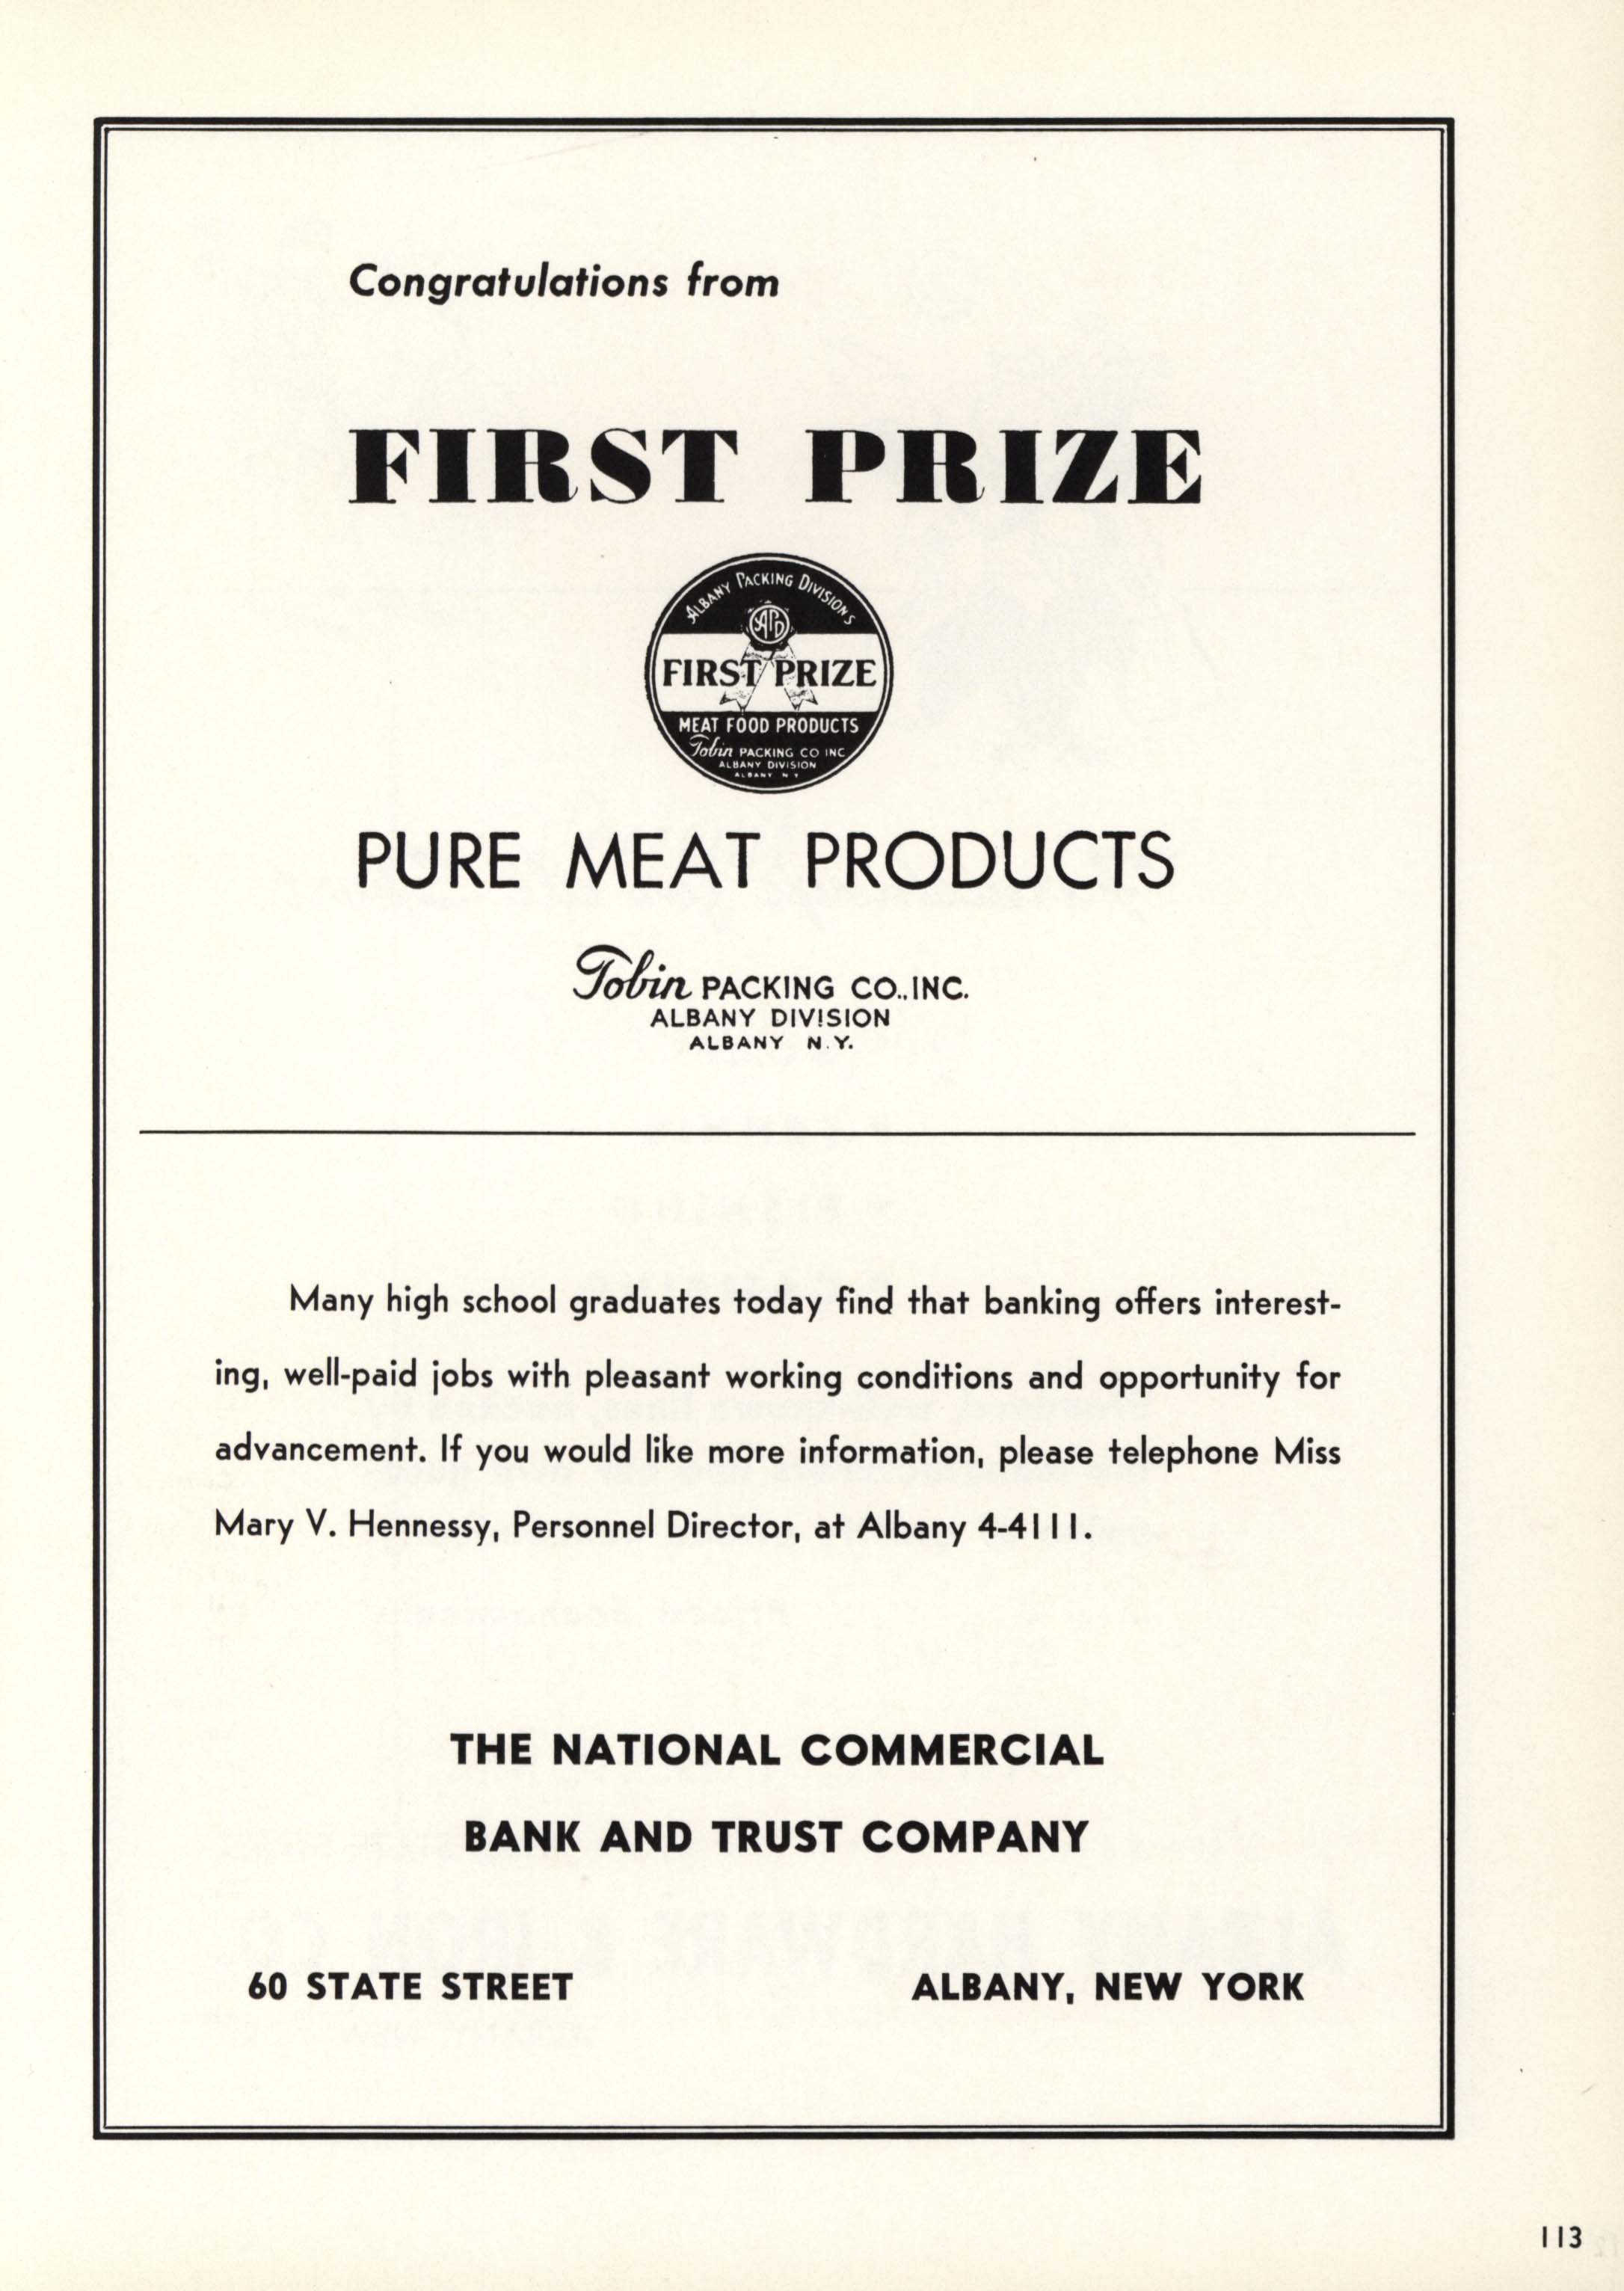 Congratulations from
FIRST PRIZE
ALBANY PACKING DIVISION'S
APD
FIRST PRIZE
MEAT FOOD PRODUCTS
Tobin PACKING CO INC
ALBANY DIVISION
ALBANY N Y
PURE MEAT PRODUCTS
Tobin PACKING CO., INC.
ALBANY DIVISION
ALBANY N.Y.
Many high school graduates today find that banking offers interest-
ing, well-paid jobs with pleasant working conditions and opportunity for
advancement. If you would like more information, please telephone Miss
Mary V. Hennessy, Personnel Director, at Albany 4-4111.
THE NATIONAL COMMERCIAL
BANK AND TRUST COMPANY
60 STATE STREET ALBANY, NEW YORK
113